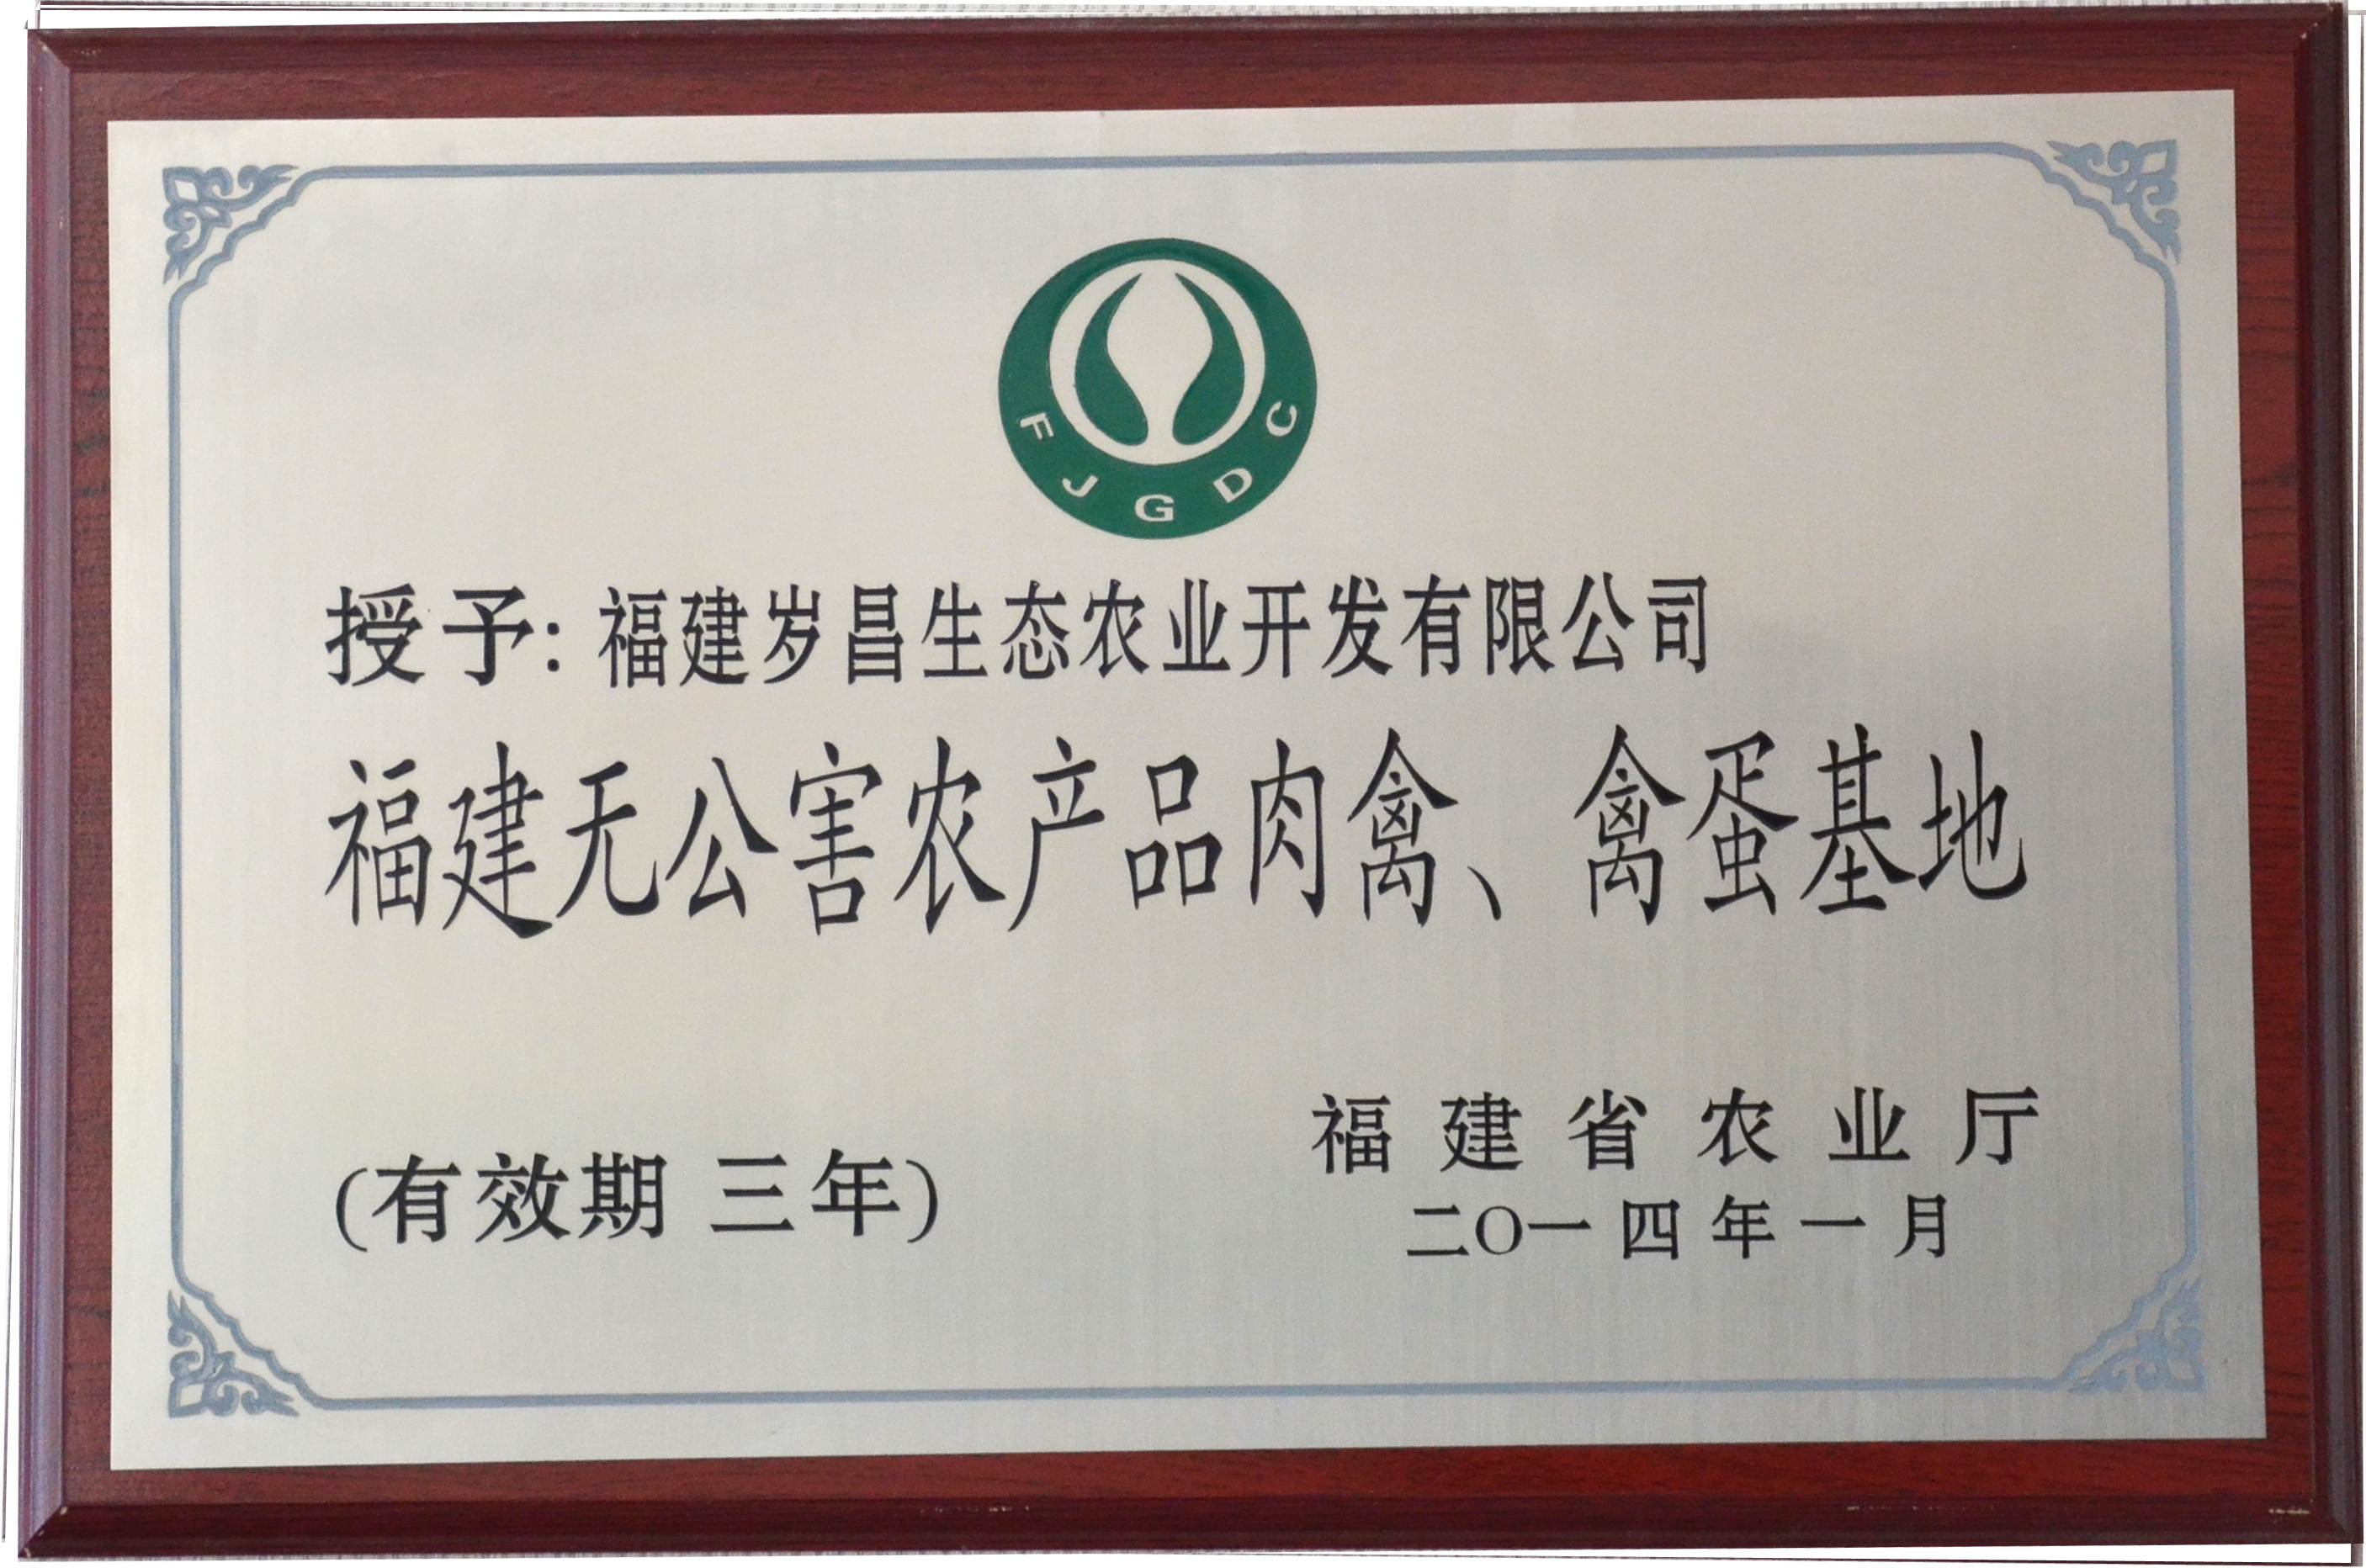 FJGDC
授予:福建岁昌生态农业开发有限公司
福建无公害农产品肉禽、禽蛋基地
(有效期 三年)
福建省农业厅
二〇一四年一月